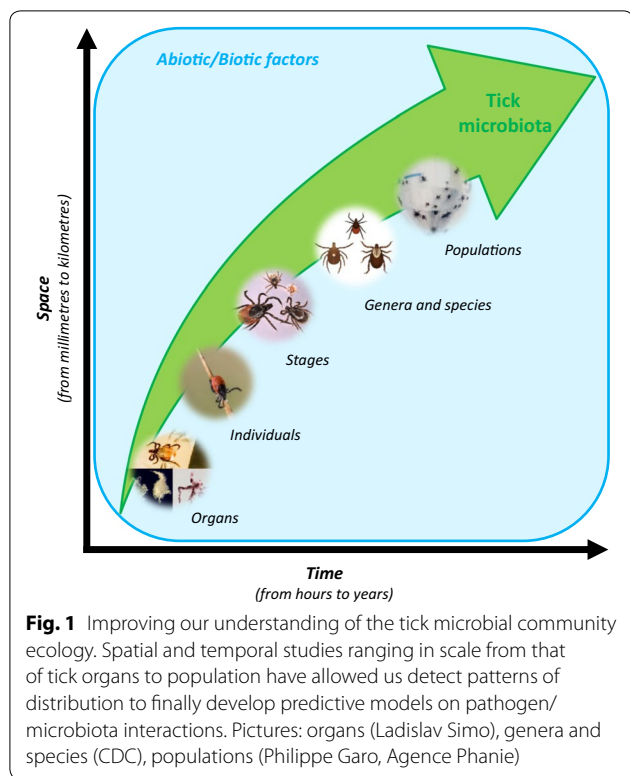 Abiotic/Biotic factors
Tick
microbiota
Populations
Genera and species
Stages
Individuals
Organs
Space
(from millimetres to kilometres)
Time
(from hours to years)
Fig. 1 Improving our understanding of the tick microbial community
ecology. Spatial and temporal studies ranging in scale from that
of tick organs to population have allowed us detect patterns of
distribution to finally develop predictive models on pathogen/
microbiota interactions. Pictures: organs (Ladislav Simo), genera and
species (CDC), populations (Philippe Garo, Agence Phanie)